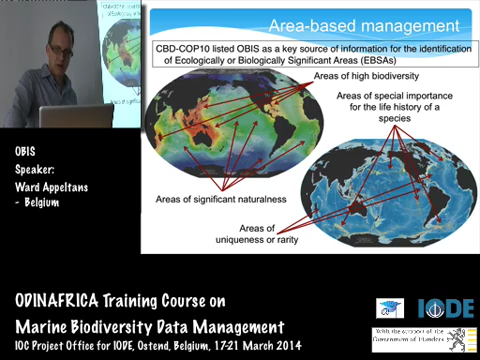 Area-based management
CBD-COP10 listed OBIS as a key source of information for the identification
of Ecologically or Biologically Significant Areas (EBSAs)
Areas of high biodiversity
Areas of special importance
for the life history of a
species
Areas of significant naturalness
Areas of
uniqueness or rarity
OBIS
Speaker:
Ward Appeltans
- Belgium
ODINAFRICA Training Course on
Marine Biodiversity Data Management
IOC Project Office for IODE, Ostend, Belgium, 17-21 March 2014
IODE
With the support of the
Government of Flanders